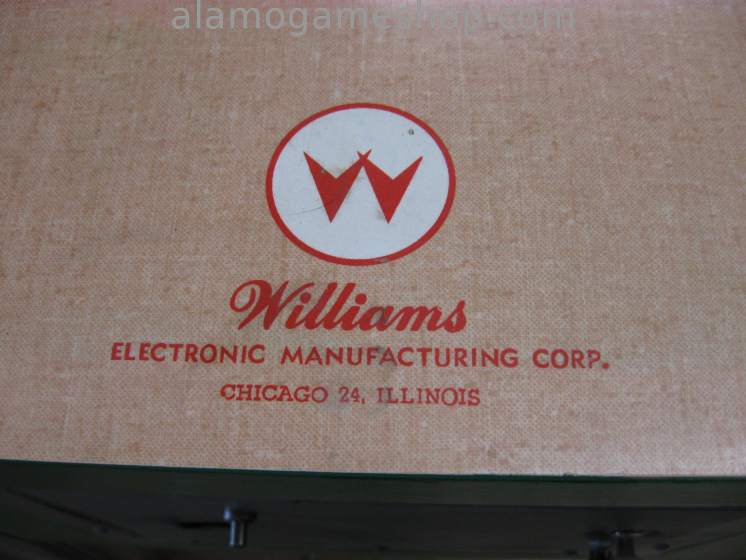 alamogameshop.com
Williams
ELECTRONIC MANUFACTURING CORP.
CHICAGO 24, ILLINOIS